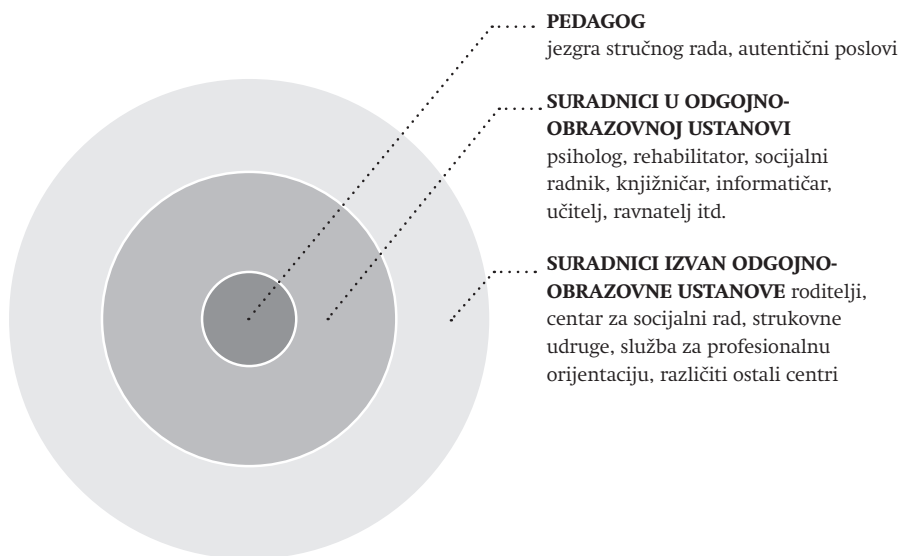 PEDAGOG
jezgra stručnog rada, autentični poslovi
SURADNICI U ODGOJNO-
OBRAZOVNOJ USTANOVI
psiholog, rehabilitator, socijalni
radnik, knjižničar, informatičar,
učitelj, ravnatelj itd.
SURADNICI IZVAN ODGOJNO-
OBRAZOVNE USTANOVE roditelji,
centar za socijalni rad, strukovne
udruge, služba za profesionalnu
orijentaciju, različiti ostali centri